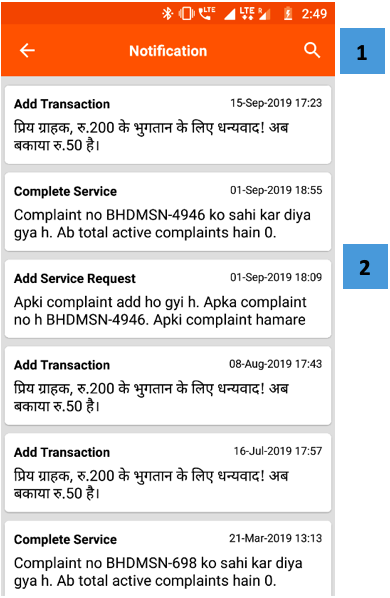 LTE LTE R 2:49
Notification
1
Add Transaction 15-Sep-2019 17:23
प्रिय ग्राहक, रु.200 के भुगतान के लिए धन्यवाद! अब
बकाया रु.50 है।
Complete Service 01-Sep-2019 18:55
Complaint no BHDMSN-4946 ko sahi kar diya
gya h. Ab total active complaints hain 0.
2
Add Service Request 01-Sep-2019 18:09
Apki complaint add ho gyi h. Apka complaint
no h BHDMSN-4946. Apki complaint hamare
Add Transaction 08-Aug-2019 17:43
प्रिय ग्राहक, रु.200 के भुगतान के लिए धन्यवाद! अब
बकाया रु.50 है।
Add Transaction 16-Jul-2019 17:57
प्रिय ग्राहक, रु.200 के भुगतान के लिए धन्यवाद! अब
बकाया रु.50 है।
Complete Service 21-Mar-2019 13:13
Complaint no BHDMSN-698 ko sahi kar diya
gya h. Ab total active complaints hain 0.